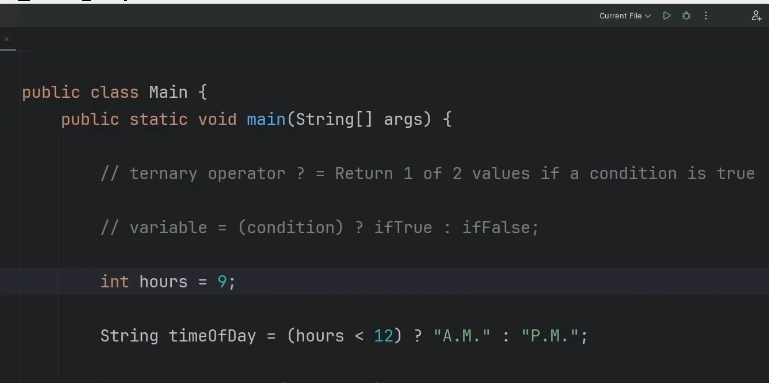 Current File
public class Main {
public static void main(String[] args) {
// ternary operator ? = Return 1 of 2 values if a condition is true
// variable = (condition) ? ifTrue : ifFalse;
int hours = 9;
String timeOfDay = (hours < 12) ? "A.M." : "P.M.";